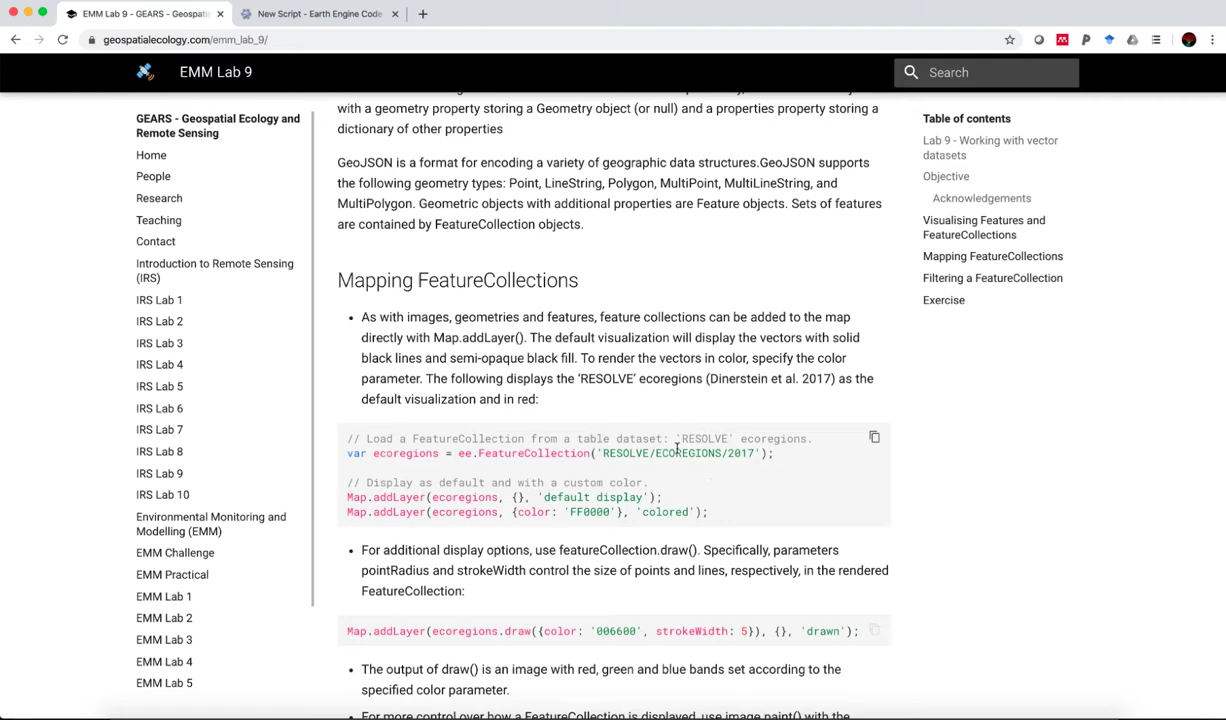 EMM Lab 9 - GEARS - Geospatia
New Script - Earth Engine Code
geospatialecology.com/emm_lab_9/
EMM Lab 9
Search
GEARS - Geospatial Ecology and
Remote Sensing
Home
People
Research
Teaching
Contact
Introduction to Remote Sensing
(IRS)
IRS Lab 1
IRS Lab 2
IRS Lab 3
IRS Lab 4
IRS Lab 5
IRS Lab 6
IRS Lab 7
IRS Lab 8
IRS Lab 9
IRS Lab 10
Environmental Monitoring and
Modelling (EMM)
EMM Challenge
EMM Practical
EMM Lab 1
EMM Lab 2
EMM Lab 3
EMM Lab 4
EMM Lab 5
with a geometry property storing a Geometry object (or null) and a properties property storing a
dictionary of other properties
GeoJSON is a format for encoding a variety of geographic data structures.GeoJSON supports
the following geometry types: Point, LineString, Polygon, MultiPoint, MultiLineString, and
MultiPolygon. Geometric objects with additional properties are Feature objects. Sets of features
are contained by FeatureCollection objects.
Mapping FeatureCollections
• As with images, geometries and features, feature collections can be added to the map
directly with Map.addLayer(). The default visualization will display the vectors with solid
black lines and semi-opaque black fill. To render the vectors in color, specify the color
parameter. The following displays the ‘RESOLVE’ ecoregions (Dinerstein et al. 2017) as the
default visualization and in red:
// Load a FeatureCollection from a table dataset: 'RESOLVE' ecoregions.
var ecoregions = ee.FeatureCollection('RESOLVE/ECOREGIONS/2017');
// Display as default and with a custom color.
Map.addLayer(ecoregions, {}, 'default display');
Map.addLayer(ecoregions, {color: 'FF0000'}, 'colored');
• For additional display options, use featureCollection.draw(). Specifically, parameters
pointRadius and strokeWidth control the size of points and lines, respectively, in the rendered
FeatureCollection:
Map.addLayer(ecoregions.draw({color: '006600', strokeWidth: 5}), {}, 'drawn');
• The output of draw() is an image with red, green and blue bands set according to the
specified color parameter.
• For more control over how a FeatureCollection is displayed, use image.paint() with the
Table of contents
Lab 9 - Working with vector
datasets
Objective
Acknowledgements
Visualising Features and
FeatureCollections
Mapping FeatureCollections
Filtering a FeatureCollection
Exercise